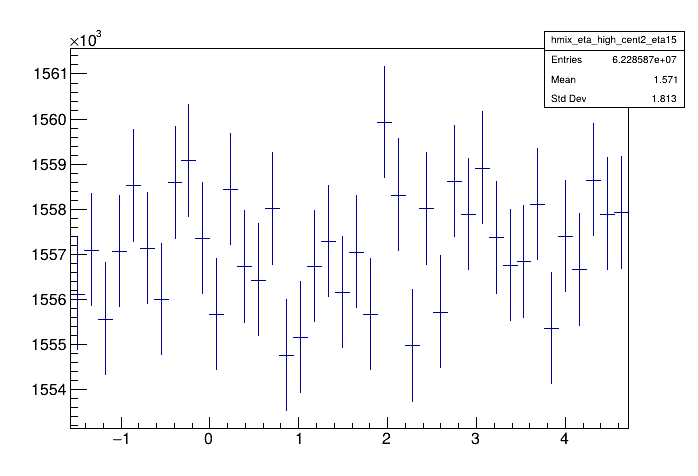 ×10³
hmix_eta_high_cent2_eta15
Entries 6.228587e+07
Mean 1.571
Std Dev 1.813
1561
1560
1559
1558
1557
1556
1555
1554
−1 0 1 2 3 4